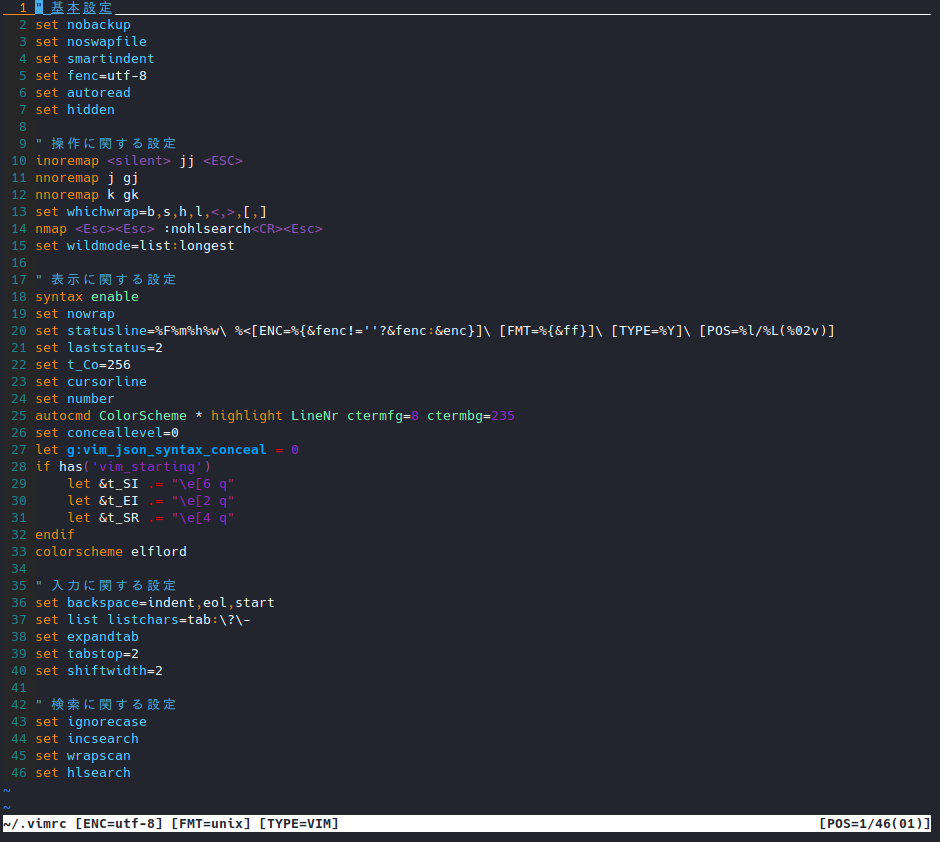 1 " 基本設定
2 set nobackup
3 set noswapfile
4 set smartindent
5 set fenc=utf-8
6 set autoread
7 set hidden
8
9 " 操作に関する設定
10 inoremap <silent> jj <ESC>
11 nnoremap j gj
12 nnoremap k gk
13 set whichwrap=b,s,h,l,<,>,[,]
14 nmap <Esc><Esc> :nohlsearch<CR><Esc>
15 set wildmode=list:longest
16
17 " 表示に関する設定
18 syntax enable
19 set nowrap
20 set statusline=%F%m%h%w\ %<[ENC=%{&fenc!=''?&fenc:&enc}]\ [FMT=%{&ff}]\ [TYPE=%Y]\ [POS=%l/%L(%02v)]
21 set laststatus=2
22 set t_Co=256
23 set cursorline
24 set number
25 autocmd ColorScheme * highlight LineNr ctermfg=8 ctermbg=235
26 set conceallevel=0
27 let g:vim_json_syntax_conceal = 0
28 if has('vim_starting')
29     let &t_SI .= "\e[6 q"
30     let &t_EI .= "\e[2 q"
31     let &t_SR .= "\e[4 q"
32 endif
33 colorscheme elflord
34
35 " 入力に関する設定
36 set backspace=indent,eol,start
37 set list listchars=tab:\?\-
38 set expandtab
39 set tabstop=2
40 set shiftwidth=2
41
42 " 検索に関する設定
43 set ignorecase
44 set incsearch
45 set wrapscan
46 set hlsearch
~
~
~/.vimrc [ENC=utf-8] [FMT=unix] [TYPE=VIM] [POS=1/46(01)]